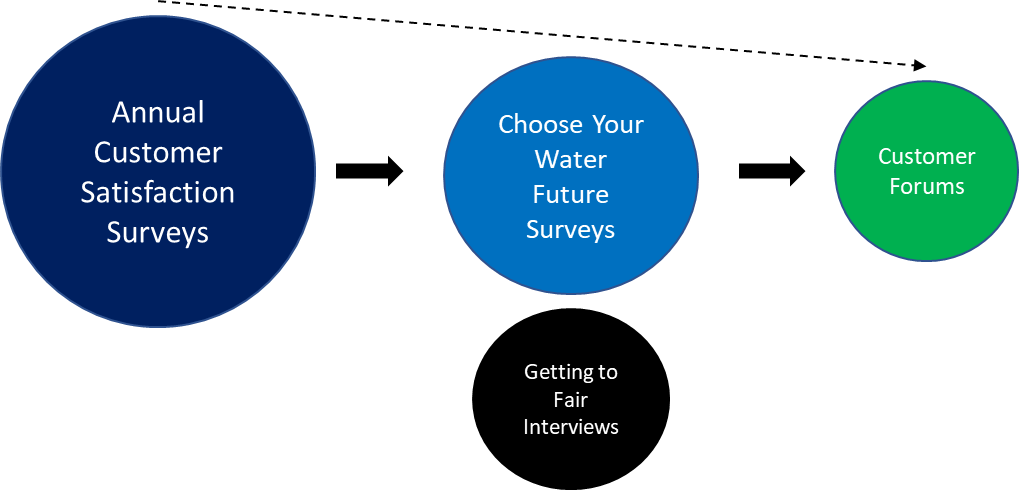 Annual
Customer
Satisfaction
Surveys
Choose Your
Water
Future
Surveys
Customer
Forums
Getting to
Fair
Interviews